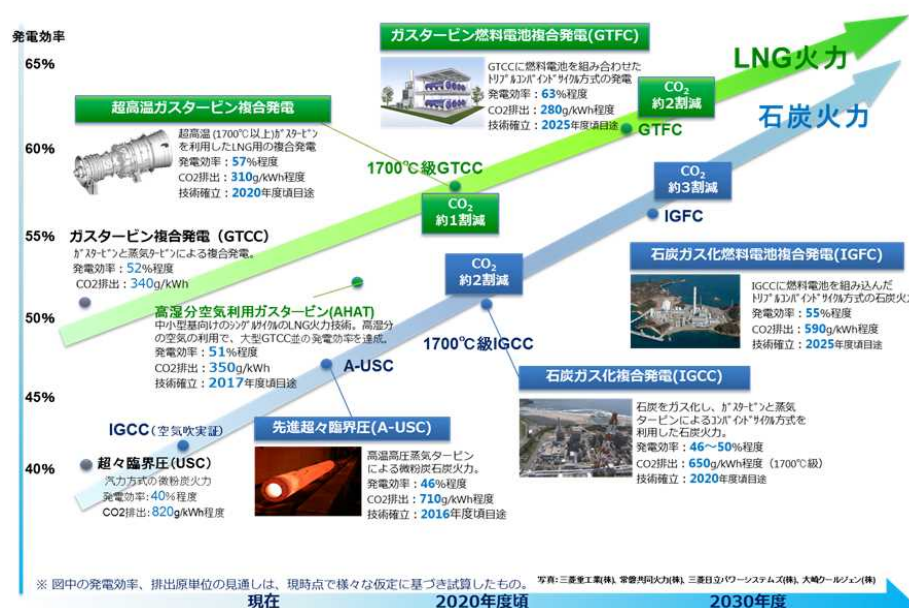 発電効率
65%
60%
55%
50%
45%
40%
LNG火力
石炭火力
ガスタービン燃料電池複合発電(GTFC)
GTCCに燃料電池を組み合わせた
トリプルコンバインドサイクル方式の発電
発電効率：63%程度
CO2排出：280g/kWh程度
技術確立：2025年度頃目途
CO2
約2割減
GTFC
超高温ガスタービン複合発電
超高温(1700℃以上)ガスタービン
を利用したLNG用の複合発電
発電効率：57%程度
CO2排出：310g/kWh程度
技術確立：2020年度頃目途
1700℃級GTCC
CO2
約1割減
CO2
約3割減
IGFC
ガスタービン複合発電（GTCC）
ガスタービンと蒸気タービンによる複合発電。
発電効率：52%程度
CO2排出：340g/kWh
高湿分空気利用ガスタービン(AHAT)
中小型基向けのシングルサイクルのLNG火力技術。高湿分
の空気の利用で、大型GTCC並の発電効率を達成。
発電効率：51%程度
CO2排出：350g/kWh
技術確立：2017年度頃目途
CO2
約2割減
1700℃級IGCC
石炭ガス化燃料電池複合発電(IGFC)
IGCCに燃料電池を組み込んだ
トリプルコンバインドサイクル方式の石炭火
発電効率：55%程度
CO2排出：590g/kWh程度
技術確立：2025年度頃目途
A-USC
石炭ガス化複合発電(IGCC)
石炭をガス化し、ガスタービンと蒸気
タービンによるコンバインドサイクル方式を
利用した石炭火力。
発電効率：46～50%程度
CO2排出：650g/kWh程度（1700℃級）
技術確立：2020年度頃目途
IGCC(空気吹実証)
超々臨界圧(USC)
汽力方式の微粉炭火力
発電効率:40%程度
CO2排出:820g/kWh程度
先進超々臨界圧(A-USC)
高温高圧蒸気タービン
による微粉炭石炭火力。
発電効率：46%程度
CO2排出：710g/kWh程度
技術確立：2016年度頃目途
※ 図中の発電効率、排出原単位の見通しは、現時点で様々な仮定に基づき試算したもの。
写真：三菱重工業(株), 常磐共同火力(株), 三菱日立パワーシステムズ(株), 大崎クールジェン(株)
現在
2020年度頃
2030年度